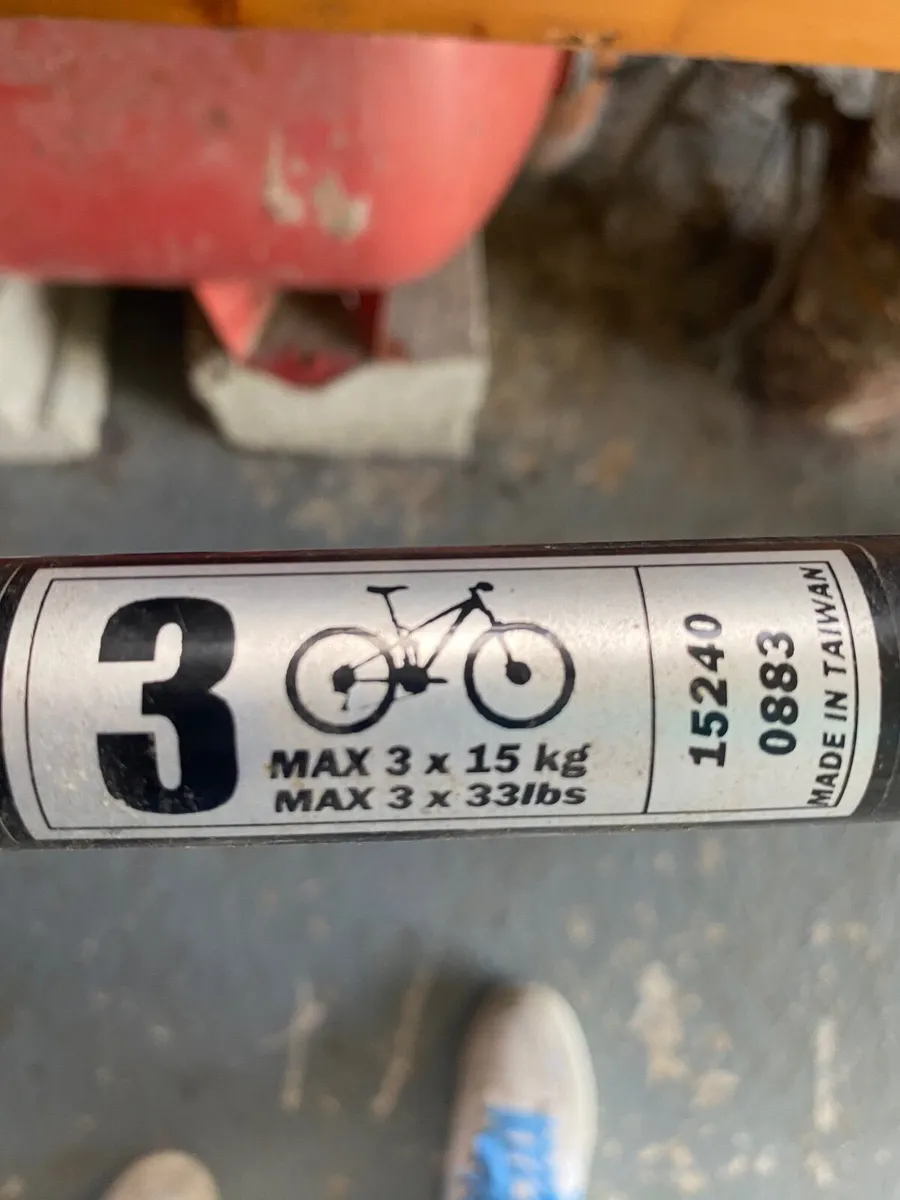 3
MAX 3 x 15 kg
MAX 3 x 33lbs
15240
0883
MADE IN TAIWAN